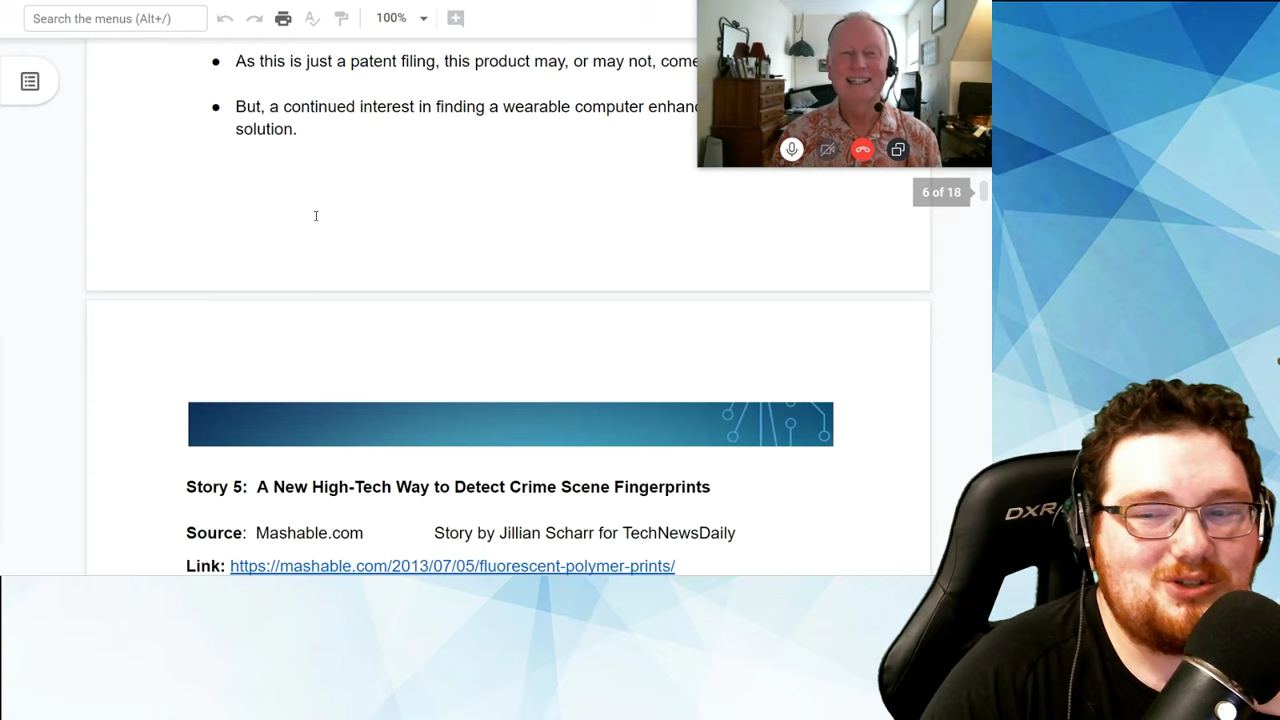 Search the menus (Alt+/)
100%
As this is just a patent filing, this product may, or may not, come
But, a continued interest in finding a wearable computer
solution.
6 of 18
Story 5: A New High-Tech Way to Detect Crime Scene Fingerprints
Source: Mashable.com Story by Jillian Scharr for TechNewsDaily
Link: https://mashable.com/2013/07/05/fluorescent-polymer-prints/